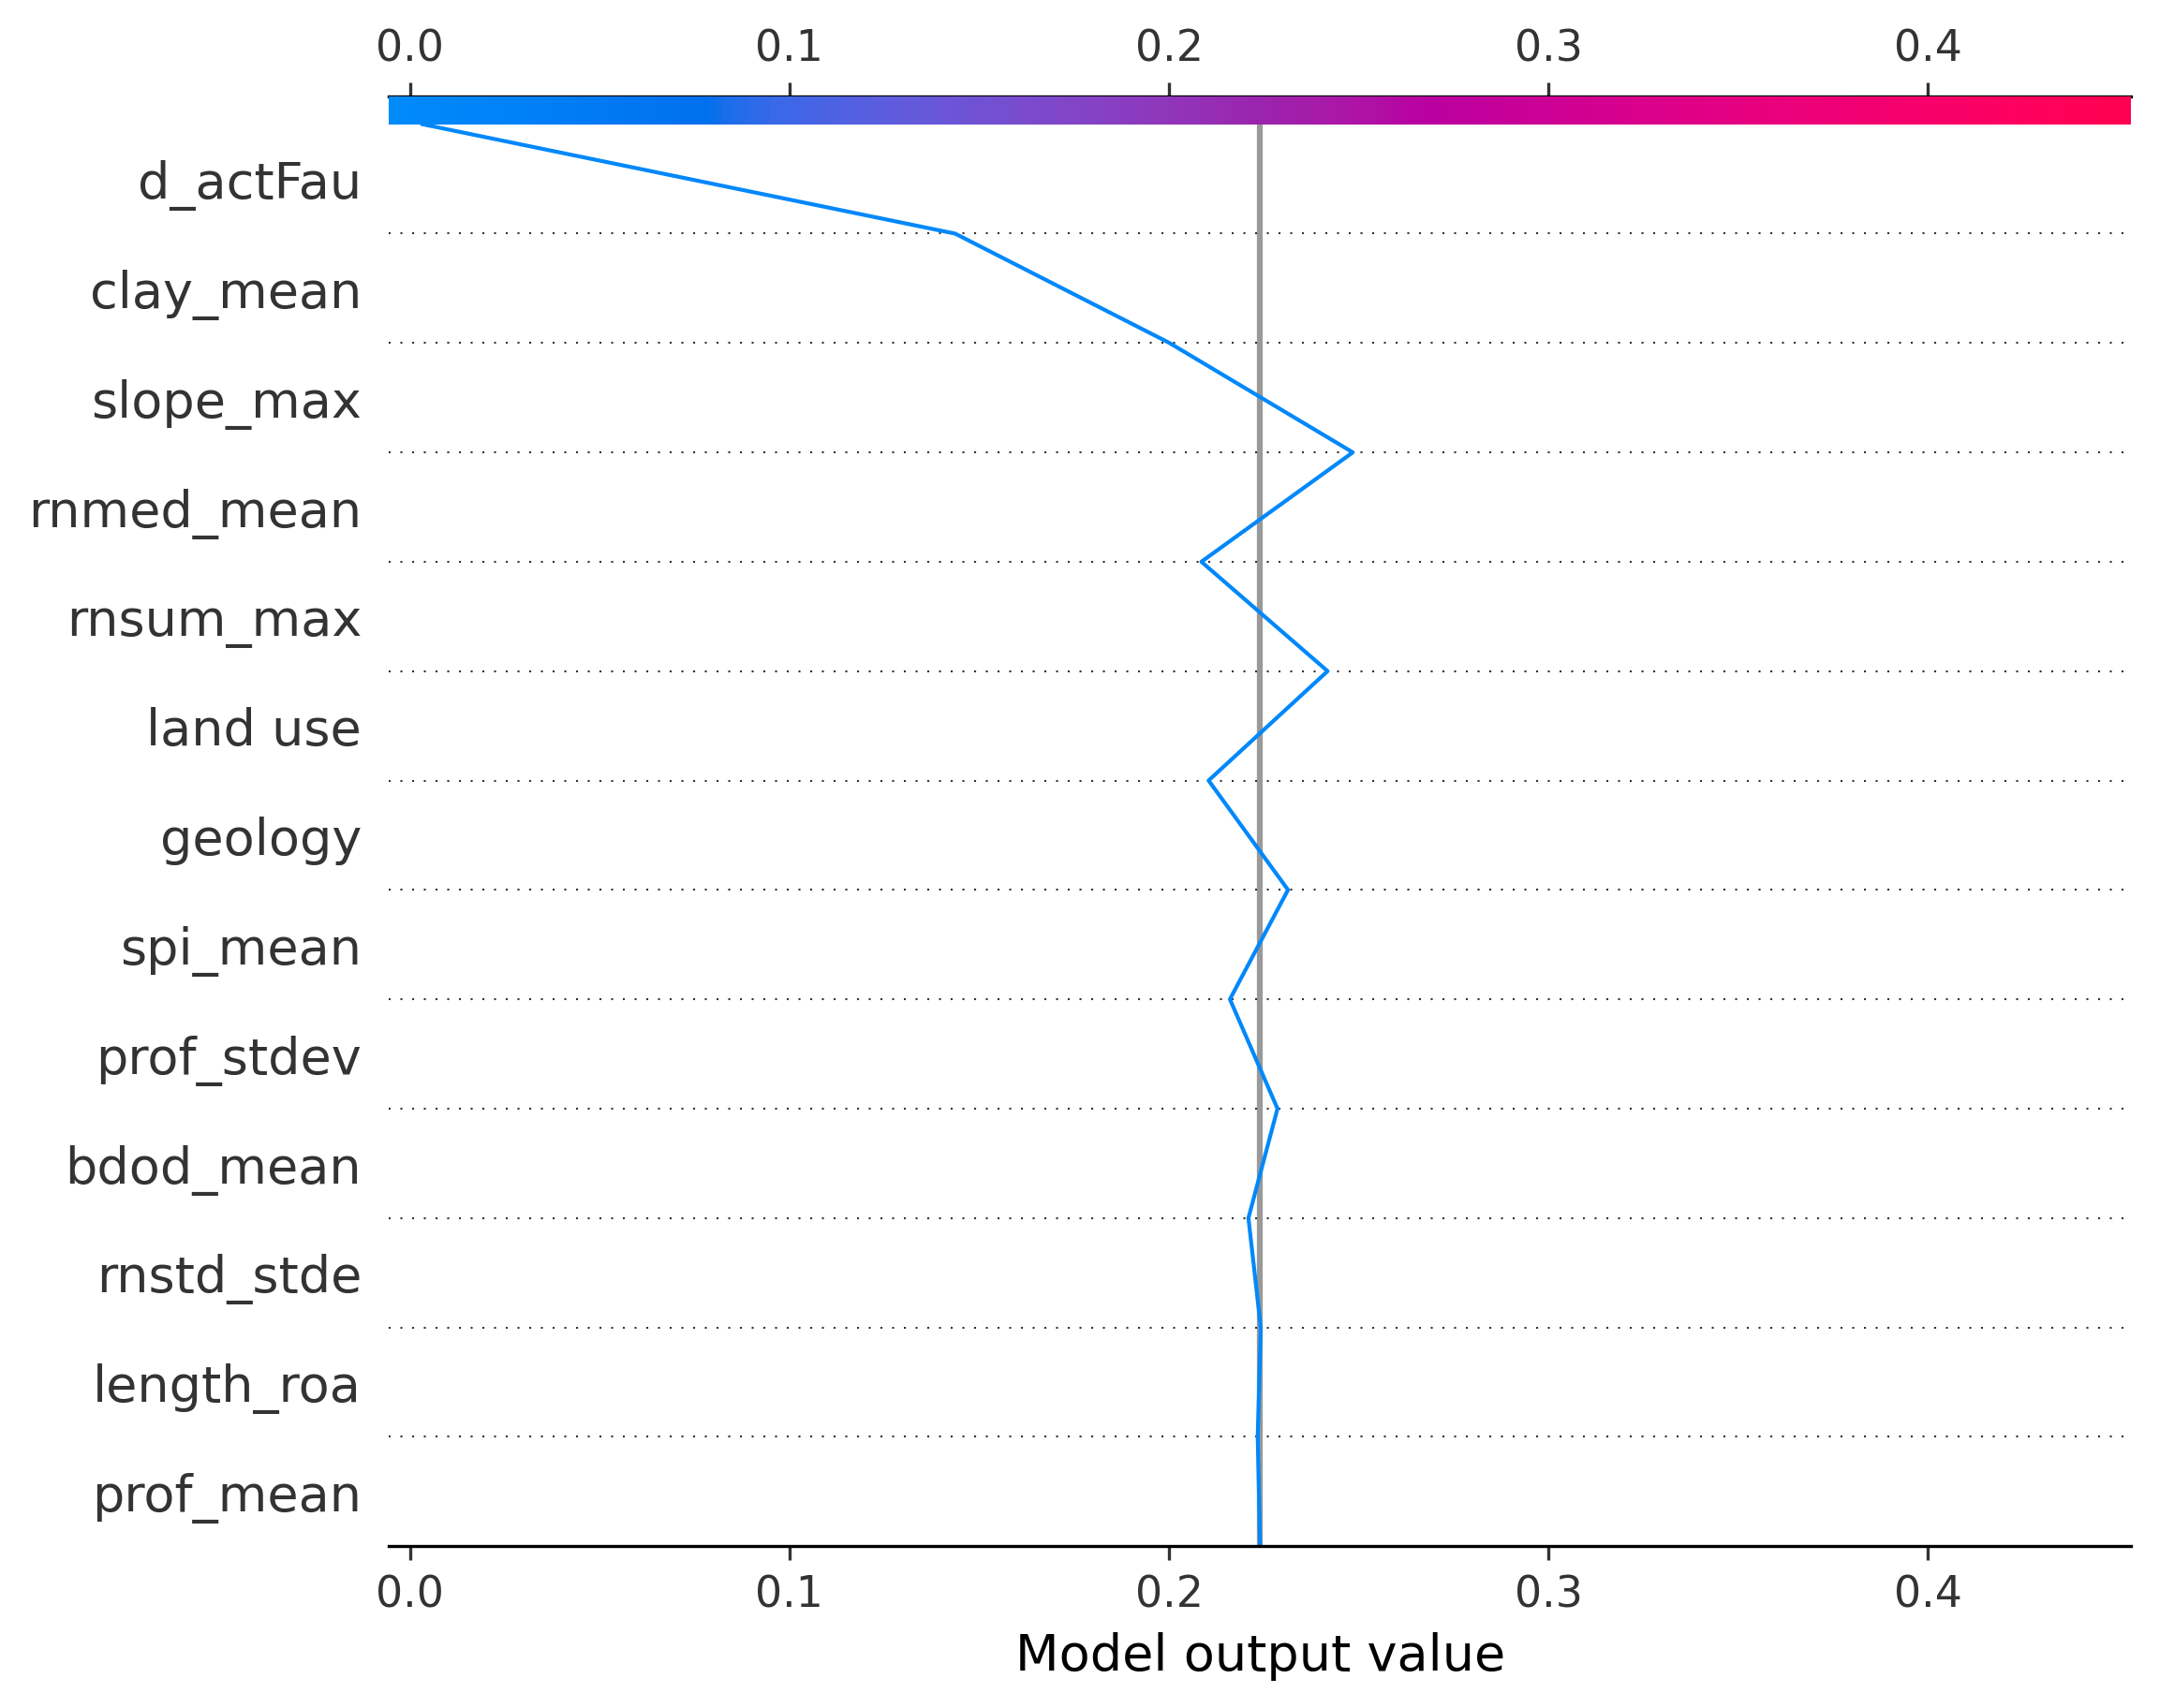 0.0 0.1 0.2 0.3 0.4
d_actFau
clay_mean
slope_max
rnmed_mean
rnsum_max
land use
geology
spi_mean
prof_stdev
bdod_mean
rnstd_stde
length_roa
prof_mean
0.0 0.1 0.2 0.3 0.4
Model output value